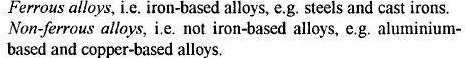 Ferrous alloys, i.e. iron-based alloys, e.g. steels and cast irons.
Non-ferrous alloys, i.e. not iron-based alloys, e.g. aluminium-
based and copper-based alloys.